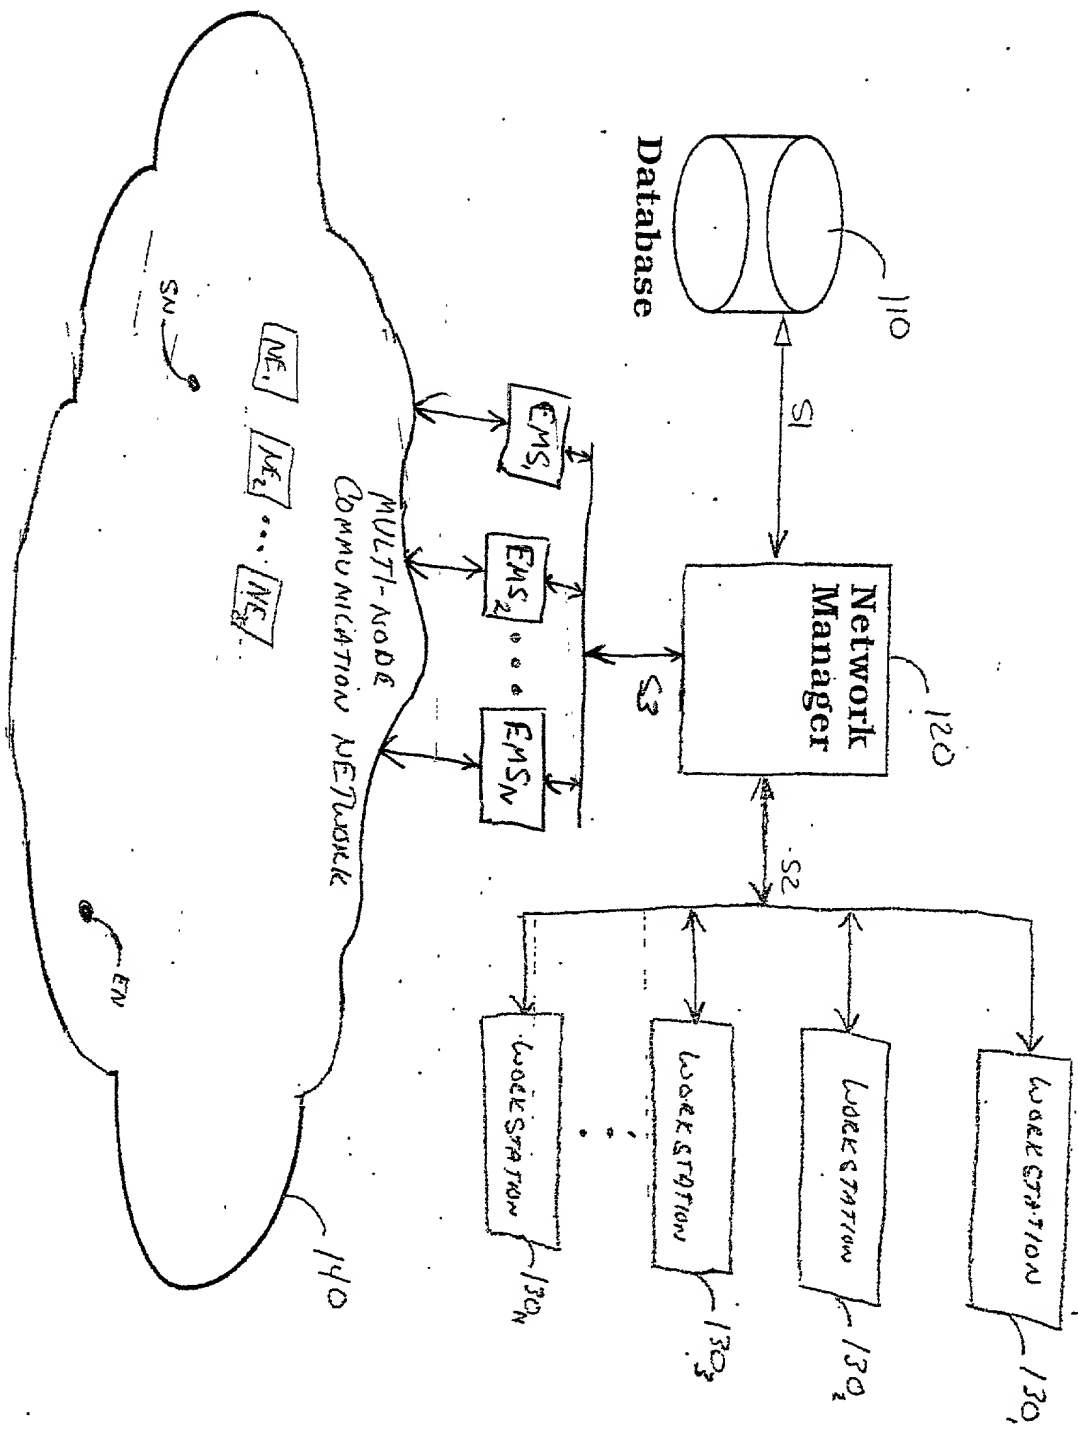 110
Database
S1
Network
Manager
120
S2
S3
WORKSTATION
130₁
WORKSTATION
130₂
WORKSTATION
130₃
WORKSTATION
130N
EMS₁
EMS₂
EMSN
MULTI-NODE
COMMUNICATION NETWORK
NE₁
NE₂
SN
EN
140